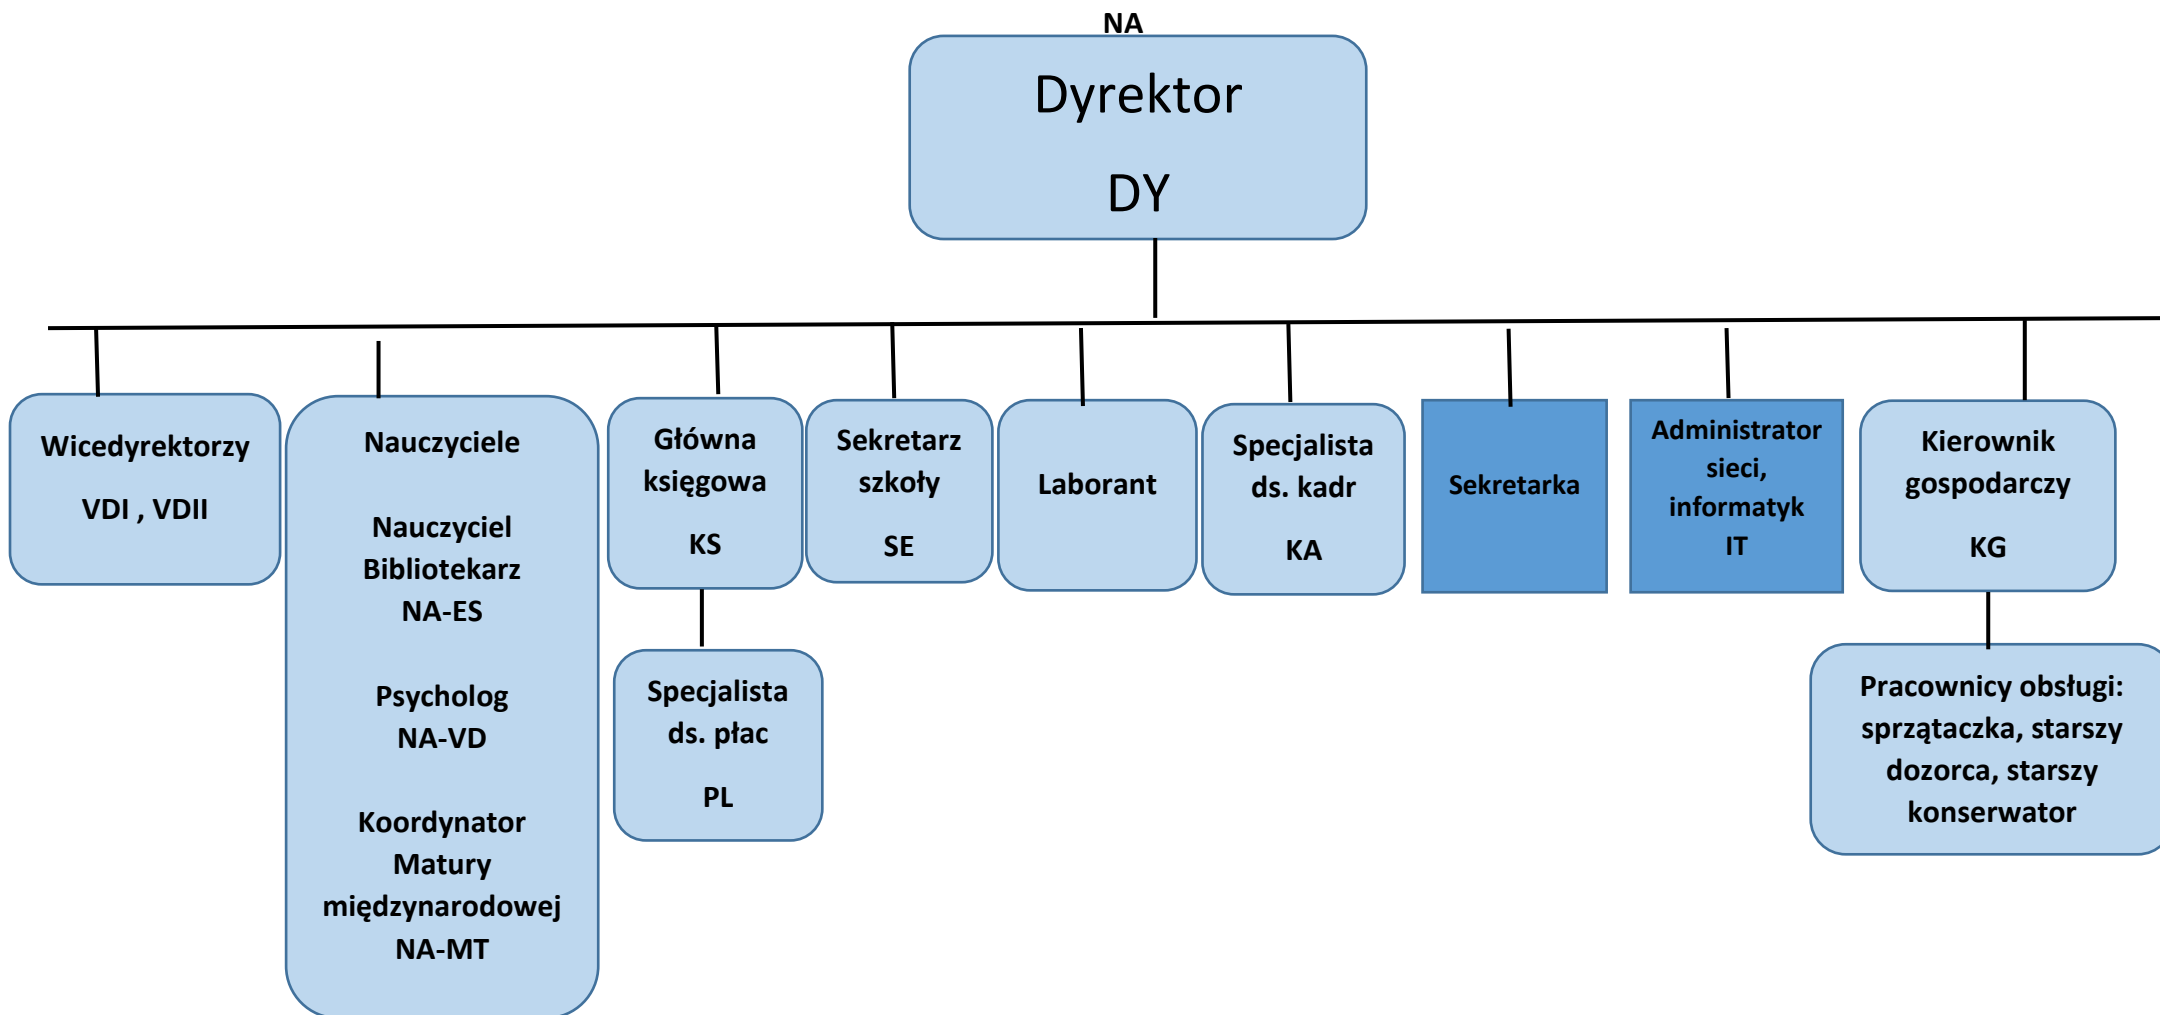 NA
Dyrektor
DY
Wicedyrektorzy
VDI , VDII
Nauczyciele
Nauczyciel
Bibliotekarz
NA-ES
Psycholog
NA-VD
Koordynator
Matury
międzynarodowej
NA-MT
Główna
księgowa
KS
Specjalista
ds. płac
PL
Sekretarz
szkoły
SE
Laborant
Specjalista
ds. kadr
KA
Sekretarka
Administrator
sieci,
informatyk
IT
Kierownik
gospodarczy
KG
Pracownicy obsługi:
sprzątaczka, starszy
dozorca, starszy
konserwator